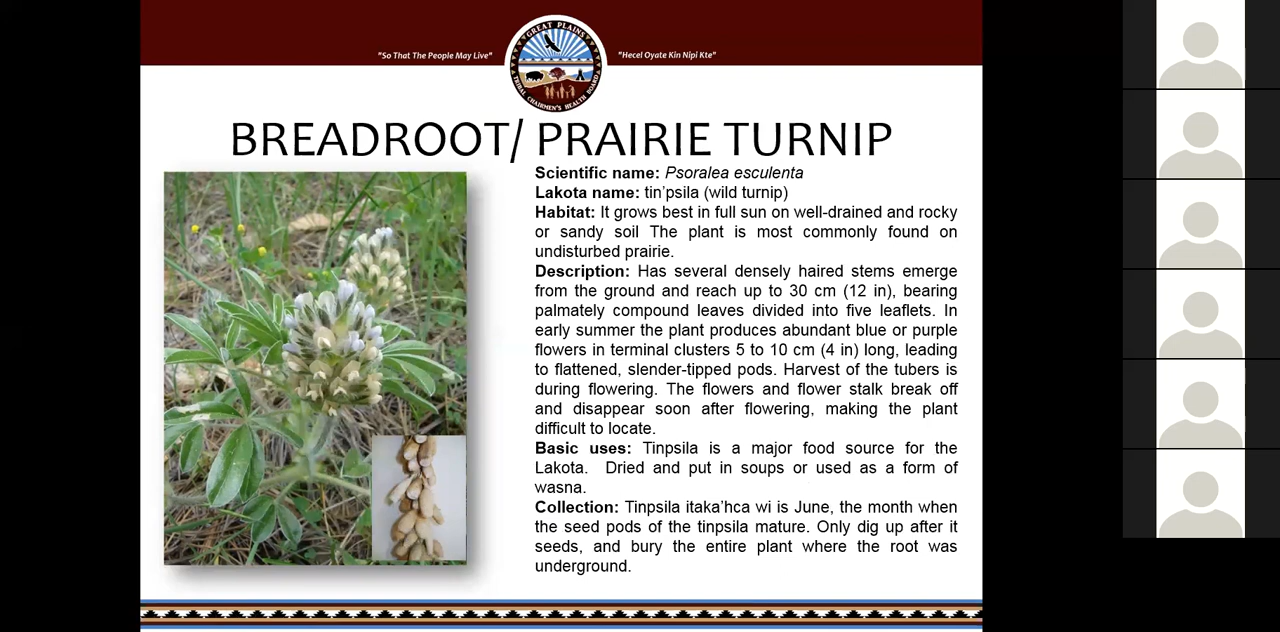 "So That The People May Live"
GREAT PLAINS
TRIBAL CHAIRMEN'S HEALTH BOARD
"Hecel Oyate Kin Nipi Kte"
BREADROOT/ PRAIRIE TURNIP
Scientific name: Psoralea esculenta
Lakota name: tin'psila (wild turnip)
Habitat: It grows best in full sun on well-drained and rocky
or sandy soil The plant is most commonly found on
undisturbed prairie.
Description: Has several densely haired stems emerge
from the ground and reach up to 30 cm (12 in), bearing
palmately compound leaves divided into five leaflets. In
early summer the plant produces abundant blue or purple
flowers in terminal clusters 5 to 10 cm (4 in) long, leading
to flattened, slender-tipped pods. Harvest of the tubers is
during flowering. The flowers and flower stalk break off
and disappear soon after flowering, making the plant
difficult to locate.
Basic uses: Tinpsila is a major food source for the
Lakota. Dried and put in soups or used as a form of
wasna.
Collection: Tinpsila itaka'hca wi is June, the month when
the seed pods of the tinpsila mature. Only dig up after it
seeds, and bury the entire plant where the root was
underground.